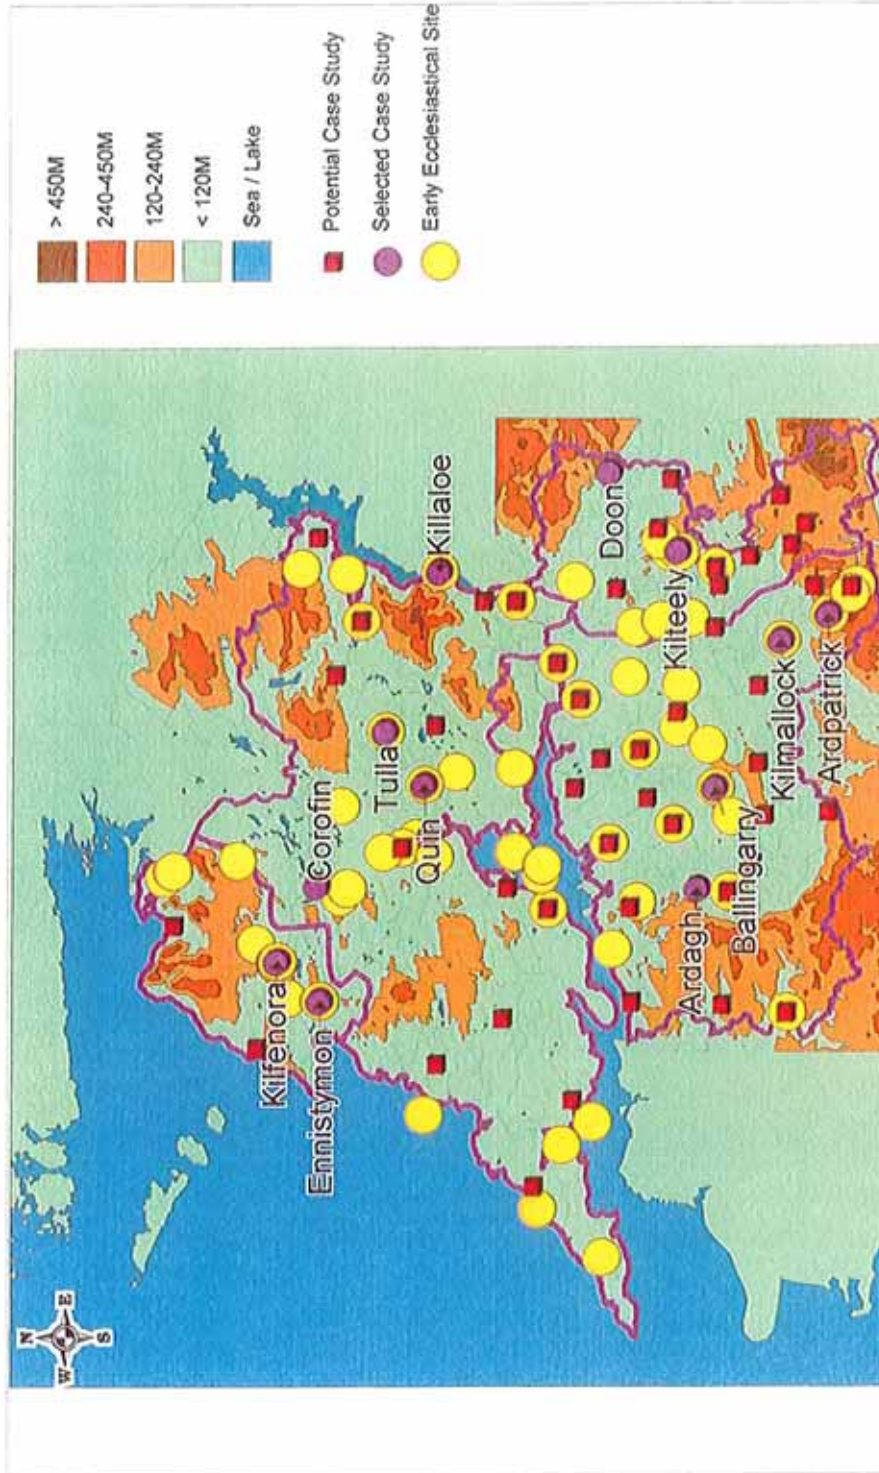 N
W
E
S
> 450M
240-450M
120-240M
< 120M
Sea / Lake
Potential Case Study
Selected Case Study
Early Ecclesiastical Site
Kilfenora
Ennistymon
Corofin
Tulla
Quin
Killaloe
Doon
Kilteely
Ardagh
Ballingarry
Kilmallock
Ardpatrick